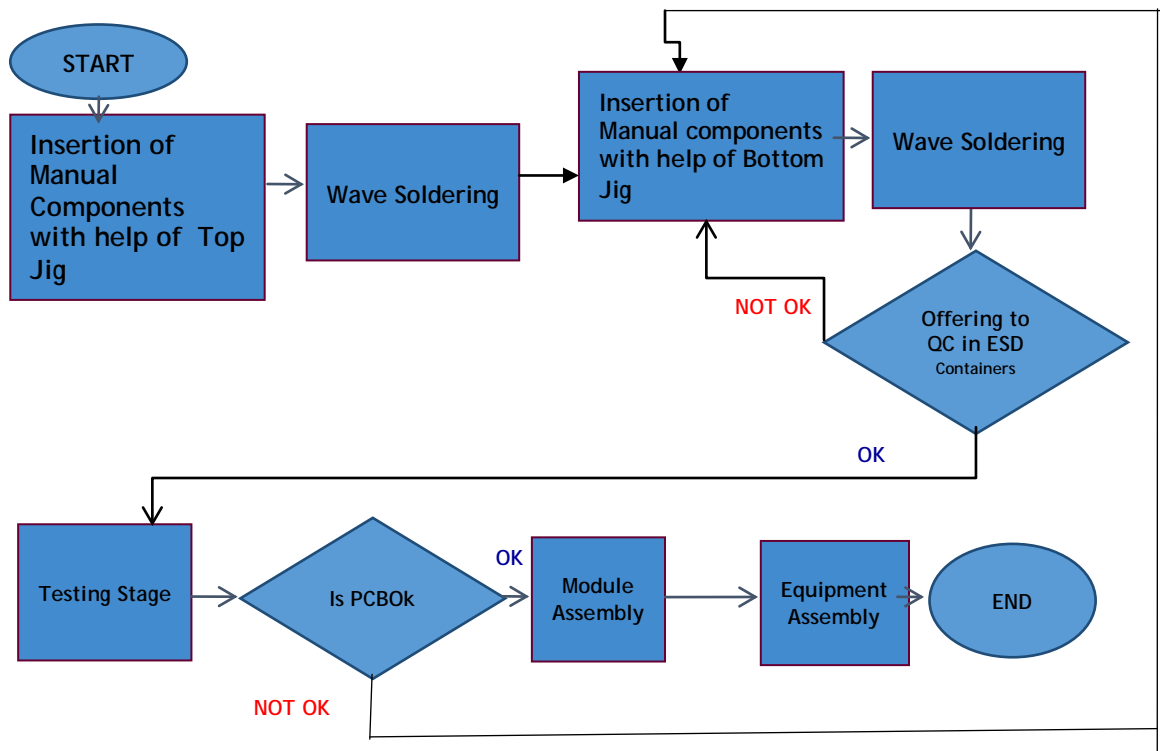 START
Insertion of
Manual
Components
with help of Top
Jig
Wave Soldering
Insertion of
Manual components
with help of Bottom
Jig
Wave Soldering
NOT OK
Offering to
QC in ESD
Containers
OK
Testing Stage
Is PCBOk
OK
Module
Assembly
Equipment
Assembly
END
NOT OK